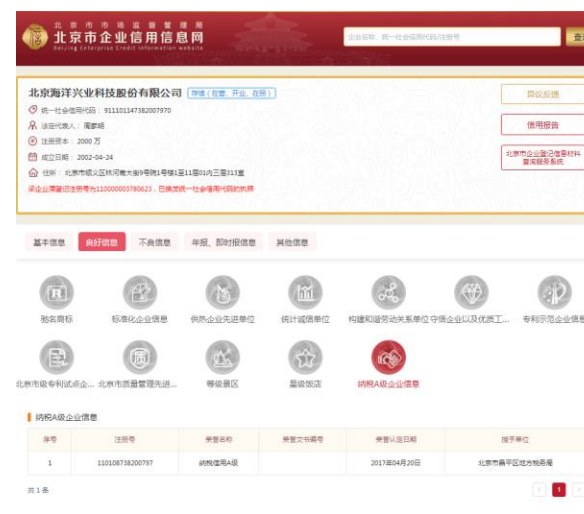 北京市市场监督管理局
北京市企业信用信息网
Beijing Enterprise Credit Information website
企业名称、统一社会信用代码/注册号
查
北京海洋兴业科技股份有限公司 存续（在营、开业、在册）
统一社会信用代码：911101147382007970
法定代表人：周家明
注册资本：2000 万
成立日期：2002-04-24
住所：北京市顺义区林河南大街9号院1号楼1至11层01内三层313室
该企业原登记注册号为110000003780623，已换发统一社会信用代码的执照
异议反馈
信用报告
北京市企业登记信息材料
查询服务系统
基本信息 良好信息 不良信息 年报、即时报信息 其他信息
驰名商标 标准化企业信息 供热企业先进单位 统计诚信单位 构建和谐劳动关系单位 守信企业以及优质工... 专利示范企业信息
北京市级专利试点企... 北京市质量管理先进... 等级景区 星级饭店 纳税A级企业信息
纳税A级企业信息
序号 注册号 荣誉名称 荣誉文书编号 荣誉认定日期 授予单位
1 110108738200797 纳税信用A级 2017年04月20日 北京市昌平区地方税务局
共 1 条
1